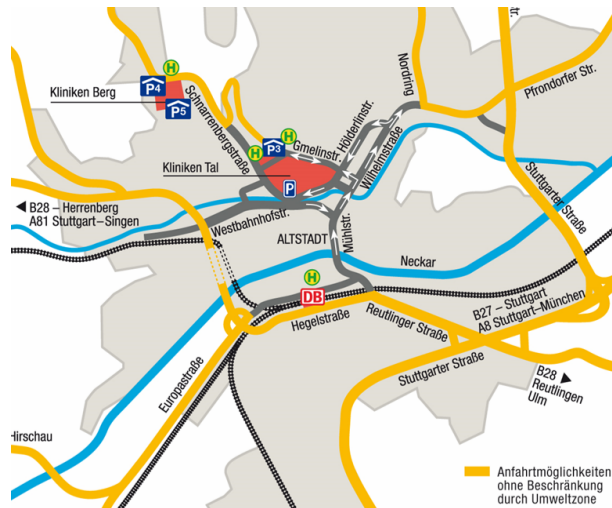 H
P4
Kliniken Berg
P5
Schnarrenbergstraße
H
P3
H
Gmelinstr.
Hölderlinstr.
Wilhelmstraße
Nordring
Pfrondorfer Str.
Kliniken Tal
P
Stuttgarter Straße
B28 – Herrenberg
A81 Stuttgart–Singen
Westbahnhofstr.
ALTSTADT
Mühlstr.
Neckar
H
DB
Hegelstraße
Reutlinger Straße
B27 – Stuttgart
A8 Stuttgart–München
Stuttgarter Straße
Europastraße
B28
Reutlingen
Ulm
Hirschau
Anfahrtmöglichkeiten
ohne Beschränkung
durch Umweltzone